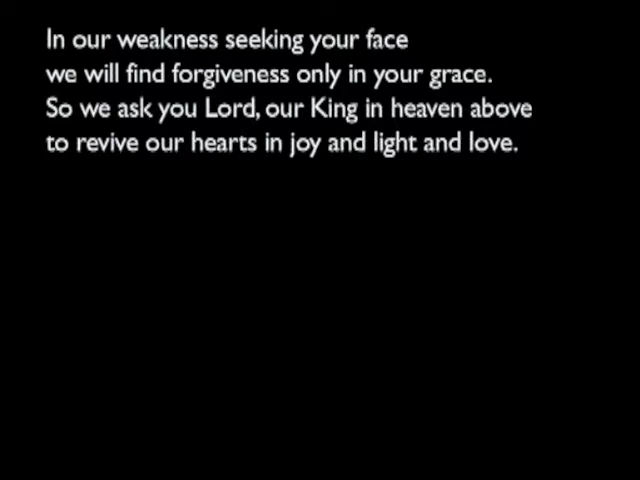 In our weakness seeking your face
we will find forgiveness only in your grace.
So we ask you Lord, our King in heaven above
to revive our hearts in joy and light and love.